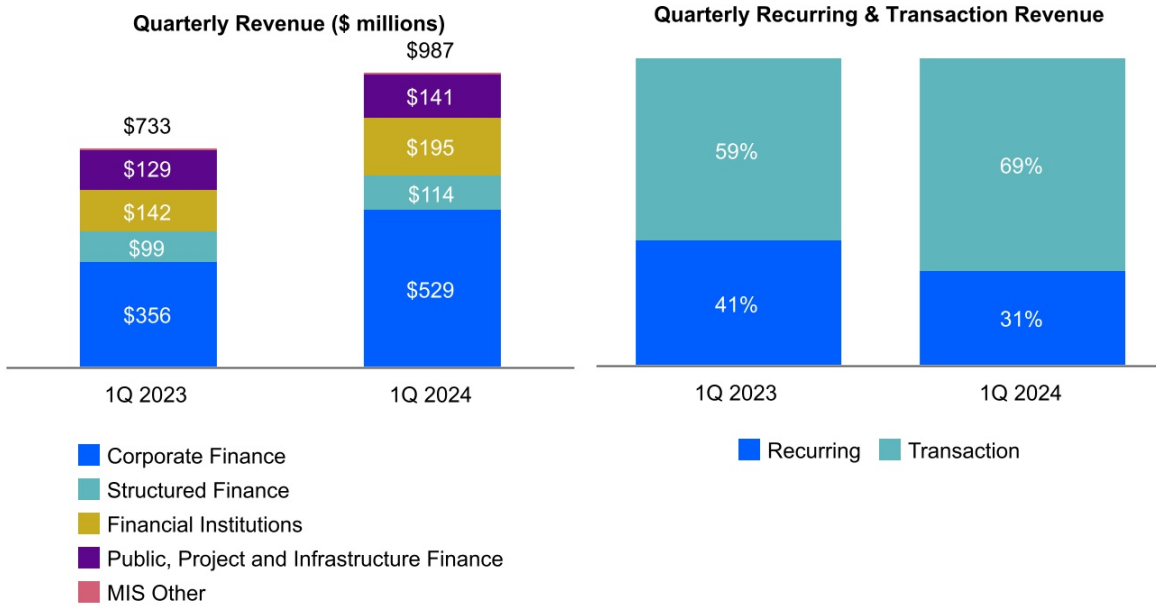 Quarterly Revenue ($ millions)
$987
$141
$733
$195
$129
$142
$114
$99
$529
$356
1Q 2023
1Q 2024
Corporate Finance
Structured Finance
Financial Institutions
Public, Project and Infrastructure Finance
MIS Other
Quarterly Recurring & Transaction Revenue
59%
69%
41%
31%
1Q 2023
1Q 2024
Recurring
Transaction